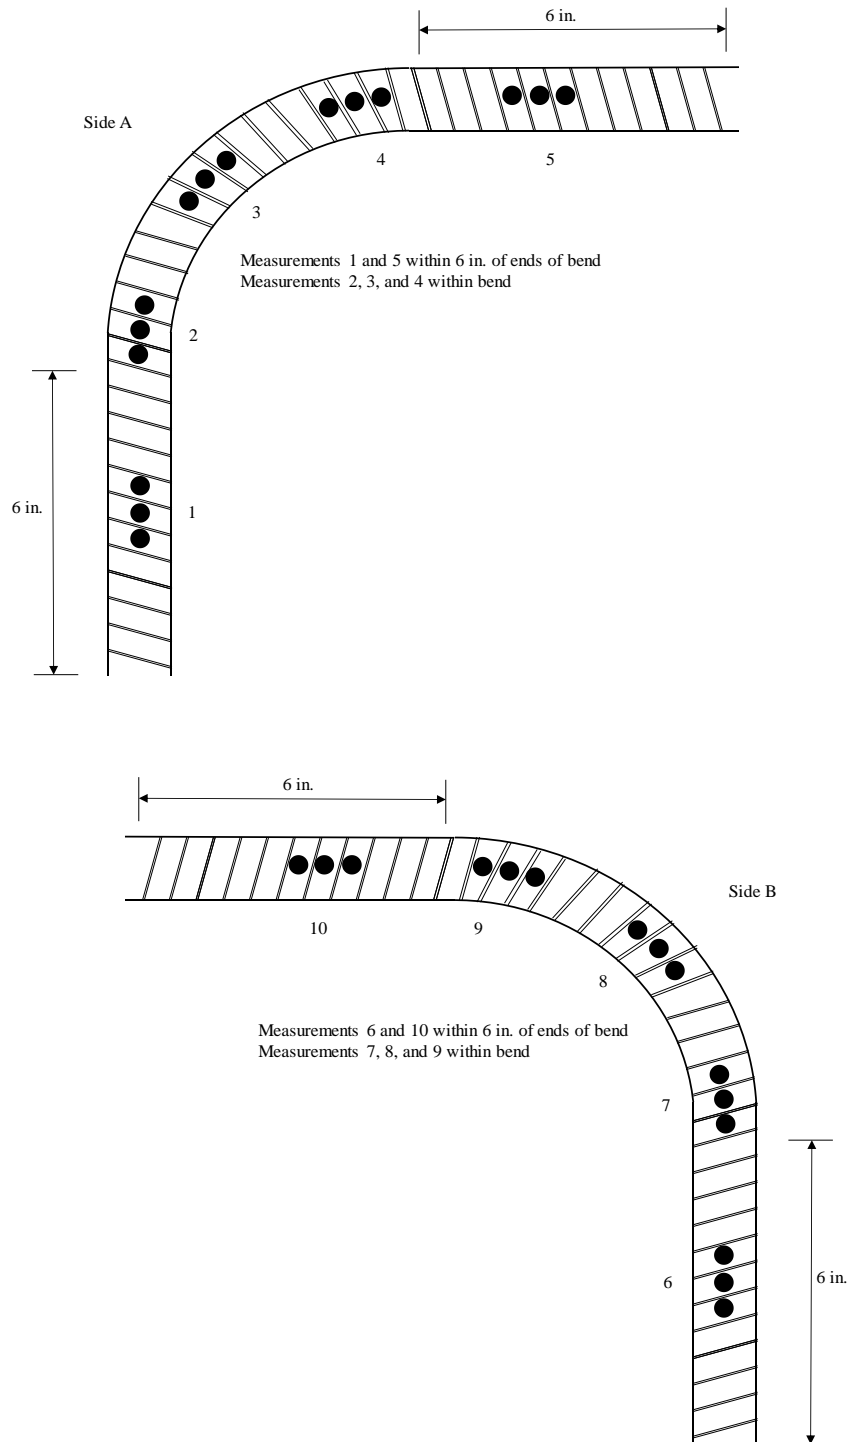 6 in.
Side A
4
5
3
Measurements 1 and 5 within 6 in. of ends of bend
Measurements 2, 3, and 4 within bend
2
6 in.
1
6 in.
Side B
10
9
8
Measurements 6 and 10 within 6 in. of ends of bend
Measurements 7, 8, and 9 within bend
7
6
6 in.